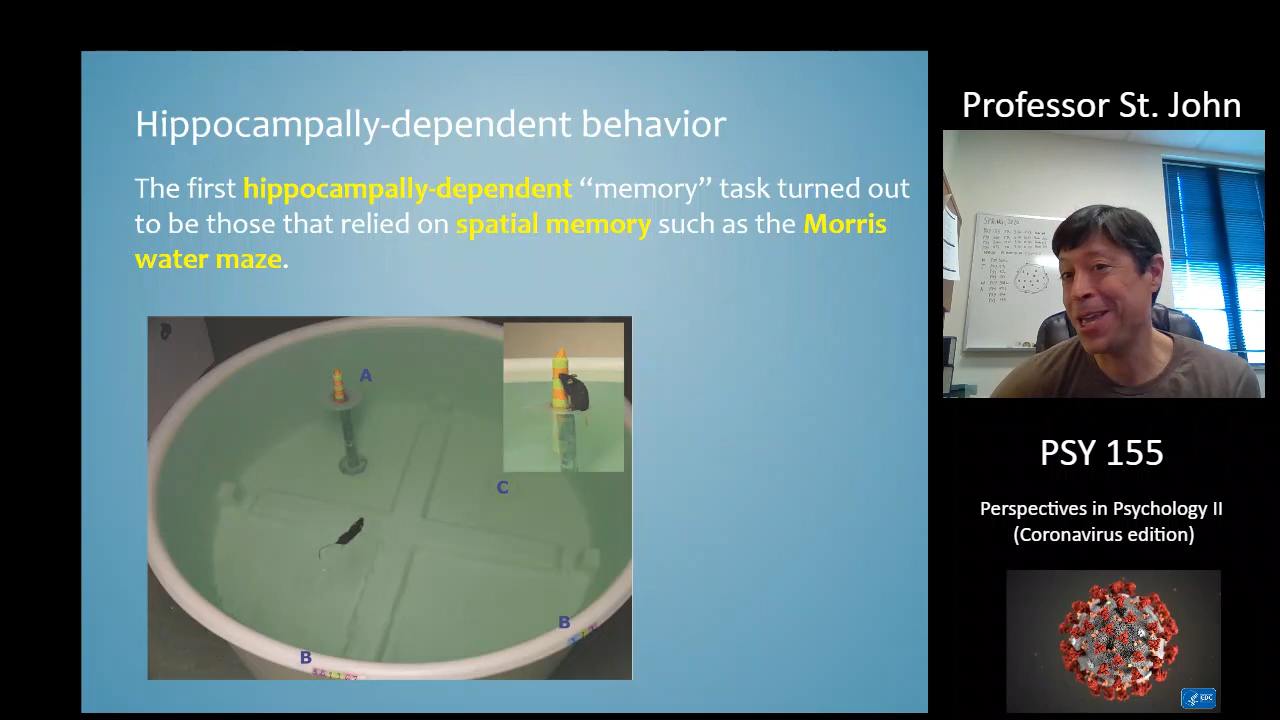 Hippocampally-dependent behavior
The first hippocampally-dependent “memory” task turned out
to be those that relied on spatial memory such as the Morris
water maze.
A
C
B
B
Professor St. John
PSY 155
Perspectives in Psychology II
(Coronavirus edition)
CDC